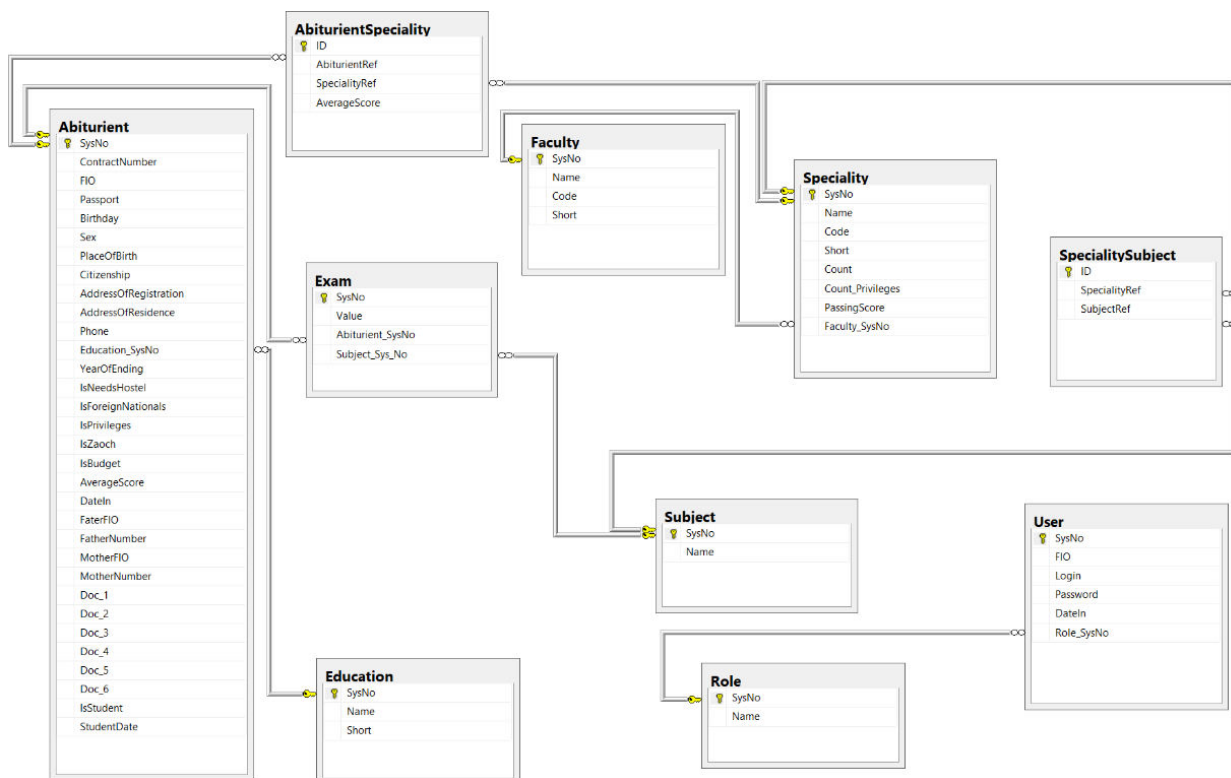 AbiturientSpeciality
ID
AbiturientRef
SpecialityRef
AverageScore
Abiturient
SysNo
ContractNumber
FIO
Passport
Birthday
Sex
PlaceOfBirth
Citizenship
AddressOfRegistration
AddressOfResidence
Phone
Education_SysNo
YearOfEnding
IsNeedsHostel
IsForeignNationals
IsPrivileges
IsZaoch
IsBudget
AverageScore
DateIn
FaterFIO
FatherNumber
MotherFIO
MotherNumber
Doc_1
Doc_2
Doc_3
Doc_4
Doc_5
Doc_6
IsStudent
StudentDate
Faculty
SysNo
Name
Code
Short
Speciality
SysNo
Name
Code
Short
Count
Count_Privileges
PassingScore
Faculty_SysNo
SpecialitySubject
ID
SpecialityRef
SubjectRef
Exam
SysNo
Value
Abiturient_SysNo
Subject_Sys_No
Subject
SysNo
Name
User
SysNo
FIO
Login
Password
DateIn
Role_SysNo
Education
SysNo
Name
Short
Role
SysNo
Name